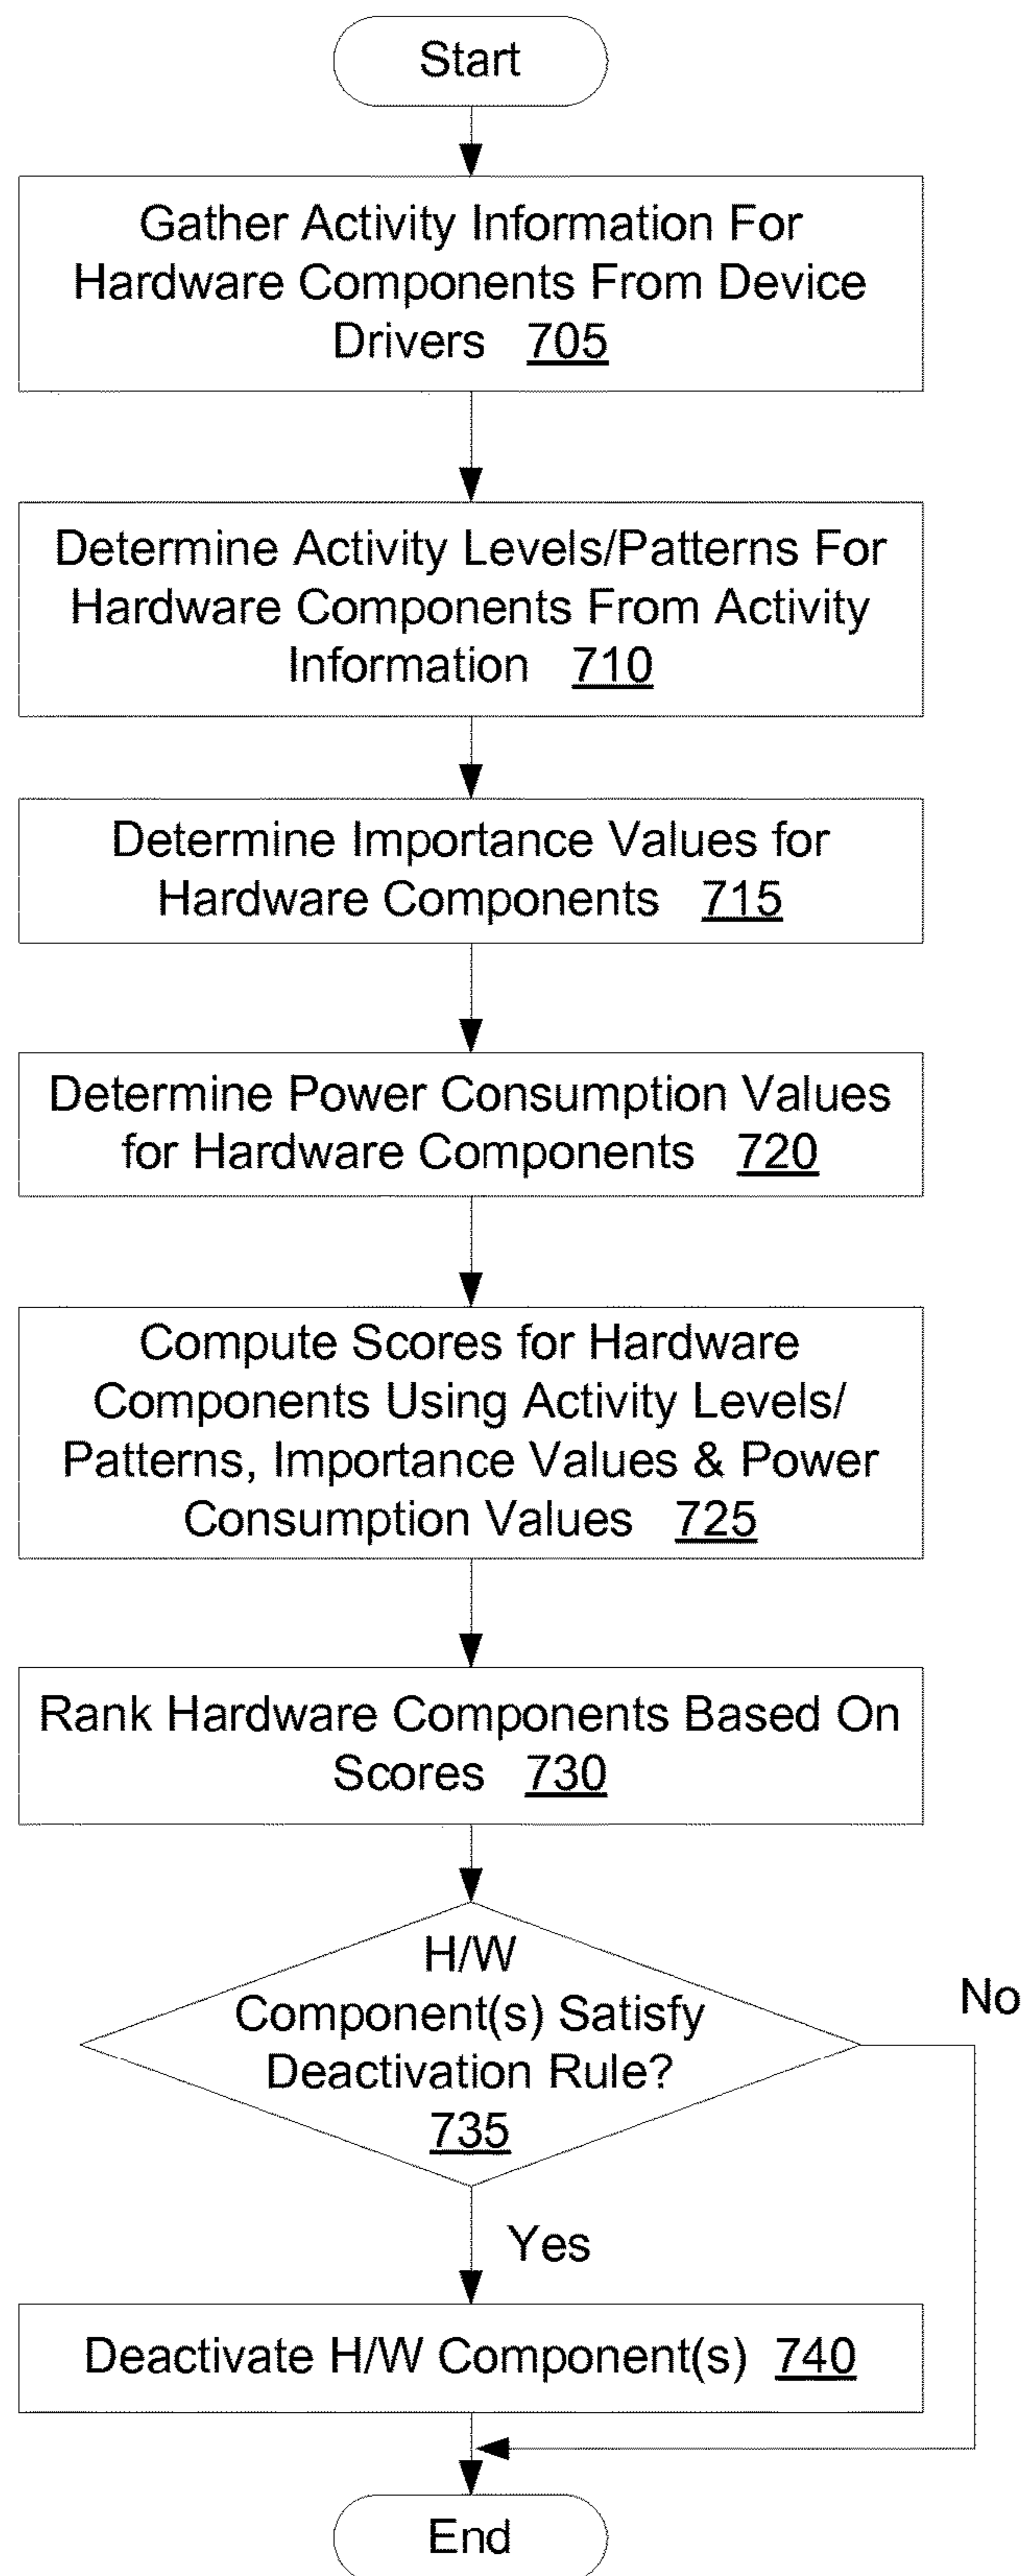 Start
Gather Activity Information For
Hardware Components From Device
Drivers 705
Determine Activity Levels/Patterns For
Hardware Components From Activity
Information 710
Determine Importance Values for
Hardware Components 715
Determine Power Consumption Values
for Hardware Components 720
Compute Scores for Hardware
Components Using Activity Levels/
Patterns, Importance Values & Power
Consumption Values 725
Rank Hardware Components Based On
Scores 730
H/W
Component(s) Satisfy
Deactivation Rule?
735
No
Yes
Deactivate H/W Component(s) 740
End